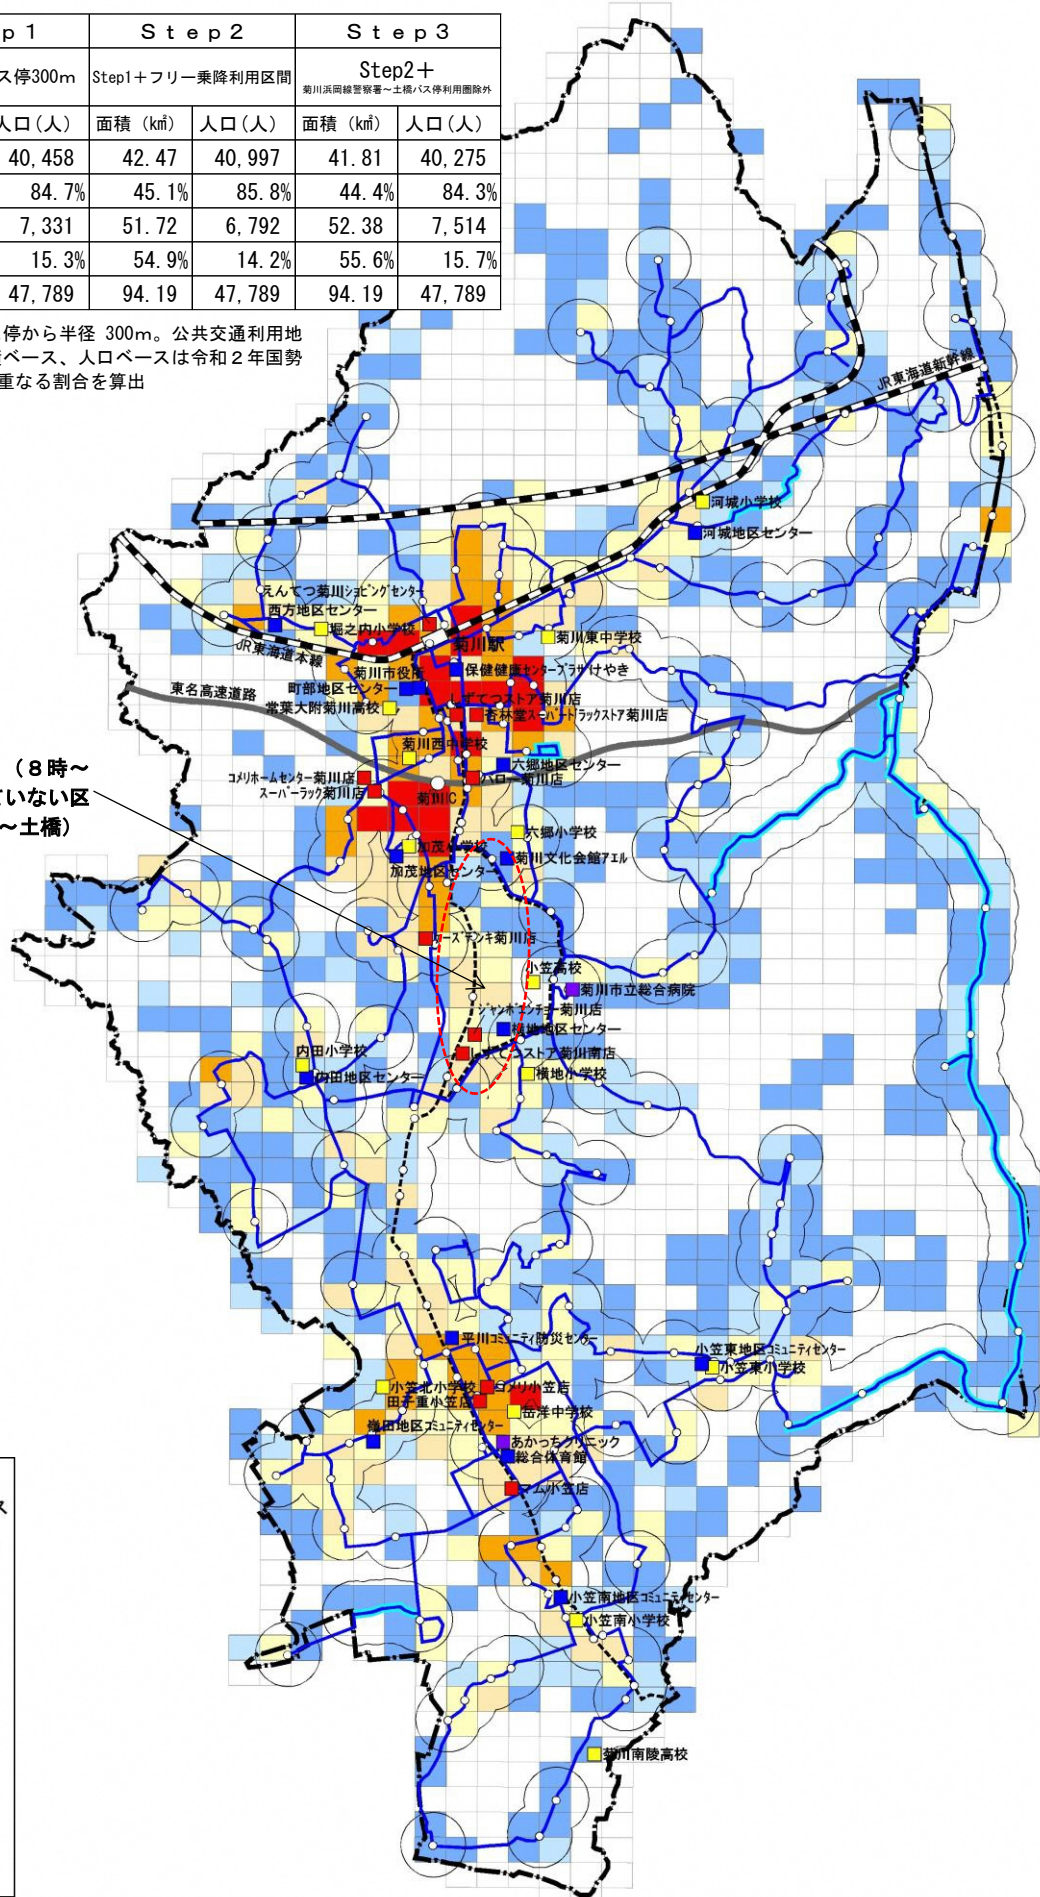 p 1
Step2
Step3
ス停300m
Step1＋フリー乗降利用区間
Step2＋
菊川浜岡線警察署～土橋バス停利用圏除外
人口(人)
面積（㎢）
人口(人)
面積（㎢）
人口(人)
40,458
42.47
40,997
41.81
40,275
84.7%
45.1%
85.8%
44.4%
84.3%
7,331
51.72
6,792
52.38
7,514
15.3%
54.9%
14.2%
55.6%
15.7%
47,789
94.19
47,789
94.19
47,789
停から半径 300m。公共交通利用地
ベース、人口ベースは令和２年国勢
重なる割合を算出
JR東海道新幹線
河城小学校
河城地区センター
えんてつ菊川ショッピングセンター
西方地区センター
堀之内小学校
菊川東中学校
JR東海道本線
菊川駅
菊川市役所
保健健康センタープラザけやき
東名高速道路
町部地区センター
しずてつストア菊川店
常葉大附菊川高校
杏林堂スーパードラックストア菊川店
菊川西中学校
六郷地区センター
（８時～
コメリホームセンター菊川店
ハロー菊川店
スーパーラック菊川店
菊川IC
ていない区
～土橋）
六郷小学校
加茂小学校
菊川文化会館アエル
加茂地区センター
ケーズデンキ菊川店
小笠高校
菊川市立総合病院
ジャンボエンチョー菊川店
横地地区センター
内田小学校
しずてつストア菊川南店
内田地区センター
横地小学校
平川コミュニティ防災センター
小笠東地区コミュニティセンター
小笠東小学校
小笠北小学校
コメリ小笠店
田子重小笠店
岳洋中学校
嶺田地区コミュニティセンター
あかっちクリニック
総合体育館
マム小笠店
ス
小笠南地区コミュニティセンター
小笠南小学校
菊川南陵高校